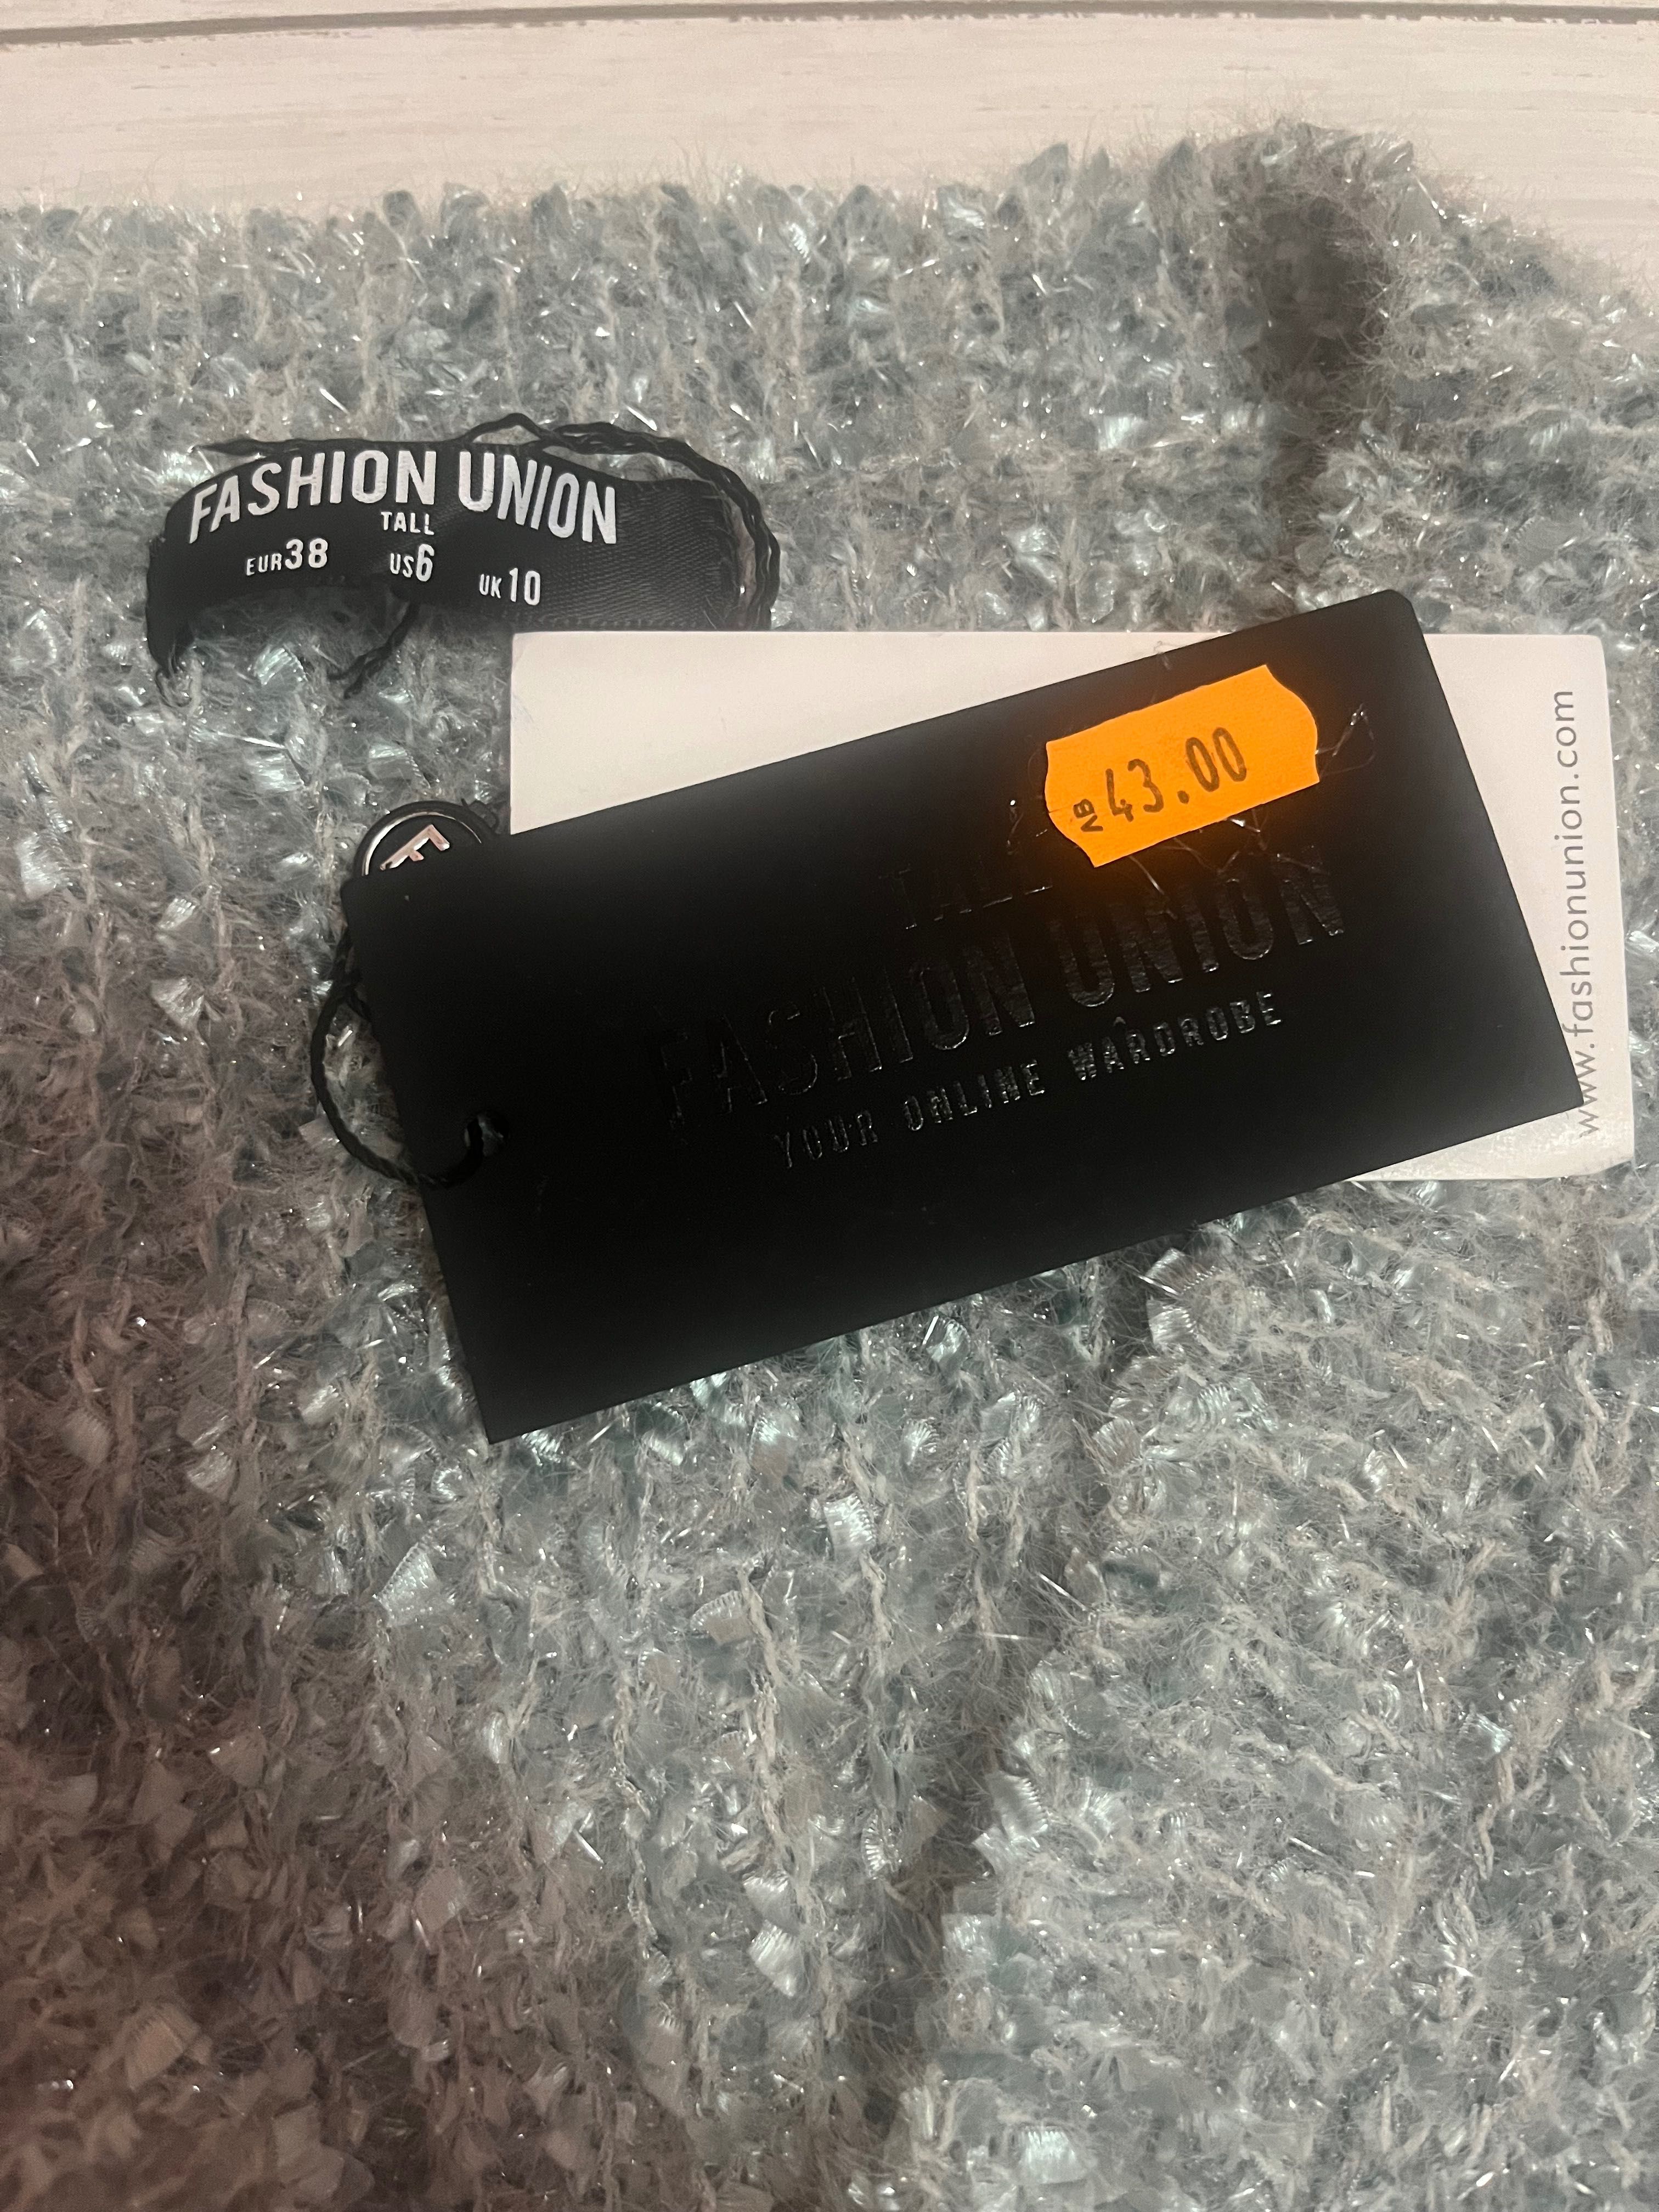 FASHION UNION
TALL
EUR38 US6 UK10
43.00
TALL
FASHION UNION
YOUR ONLINE WARDROBE
www.fashionunion.com
F